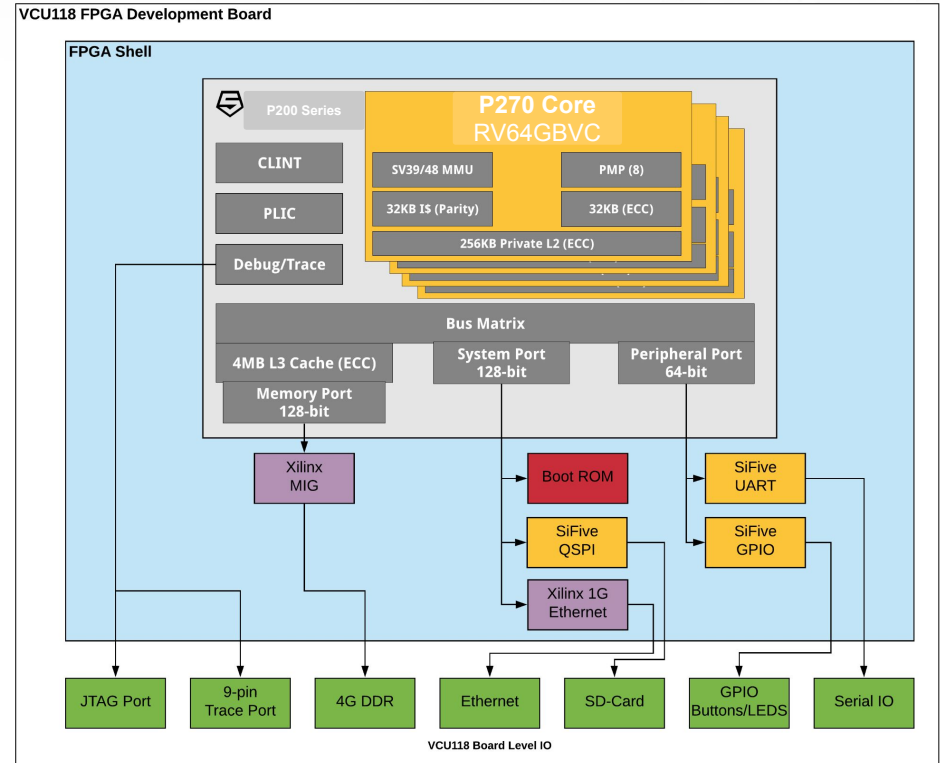 VCU118 FPGA Development Board
FPGA Shell
P200 Series
P270 Core
RV64GBVC
CLINT
SV39/48 MMU
PMP (8)
PLIC
32KB I$ (Parity)
32KB (ECC)
256KB Private L2 (ECC)
Debug/Trace
Bus Matrix
4MB L3 Cache (ECC)
System Port
128-bit
Peripheral Port
64-bit
Memory Port
128-bit
Xilinx
MIG
Boot ROM
SiFive
UART
SiFive
QSPI
SiFive
GPIO
Xilinx 1G
Ethernet
JTAG Port
9-pin
Trace Port
4G DDR
Ethernet
SD-Card
GPIO
Buttons/LEDS
Serial IO
VCU118 Board Level IO